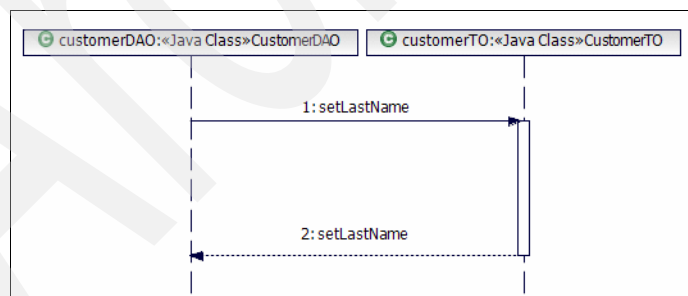 customerDAO:«Java Class»CustomerDAO
customerTO:«Java Class»CustomerTO
1: setLastName
2: setLastName